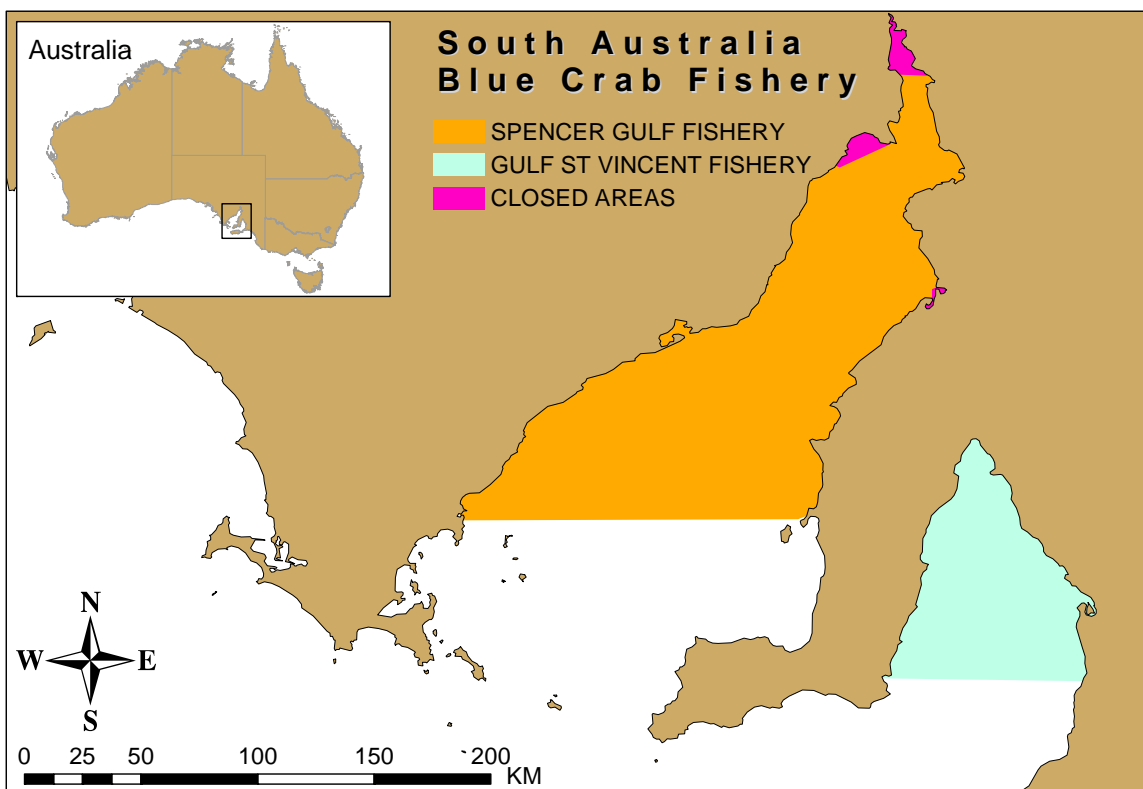 Australia
South Australia
Blue Crab Fishery
SPENCER GULF FISHERY
GULF ST VINCENT FISHERY
CLOSED AREAS
N
W E
S
0 25 50 100 150 200
KM